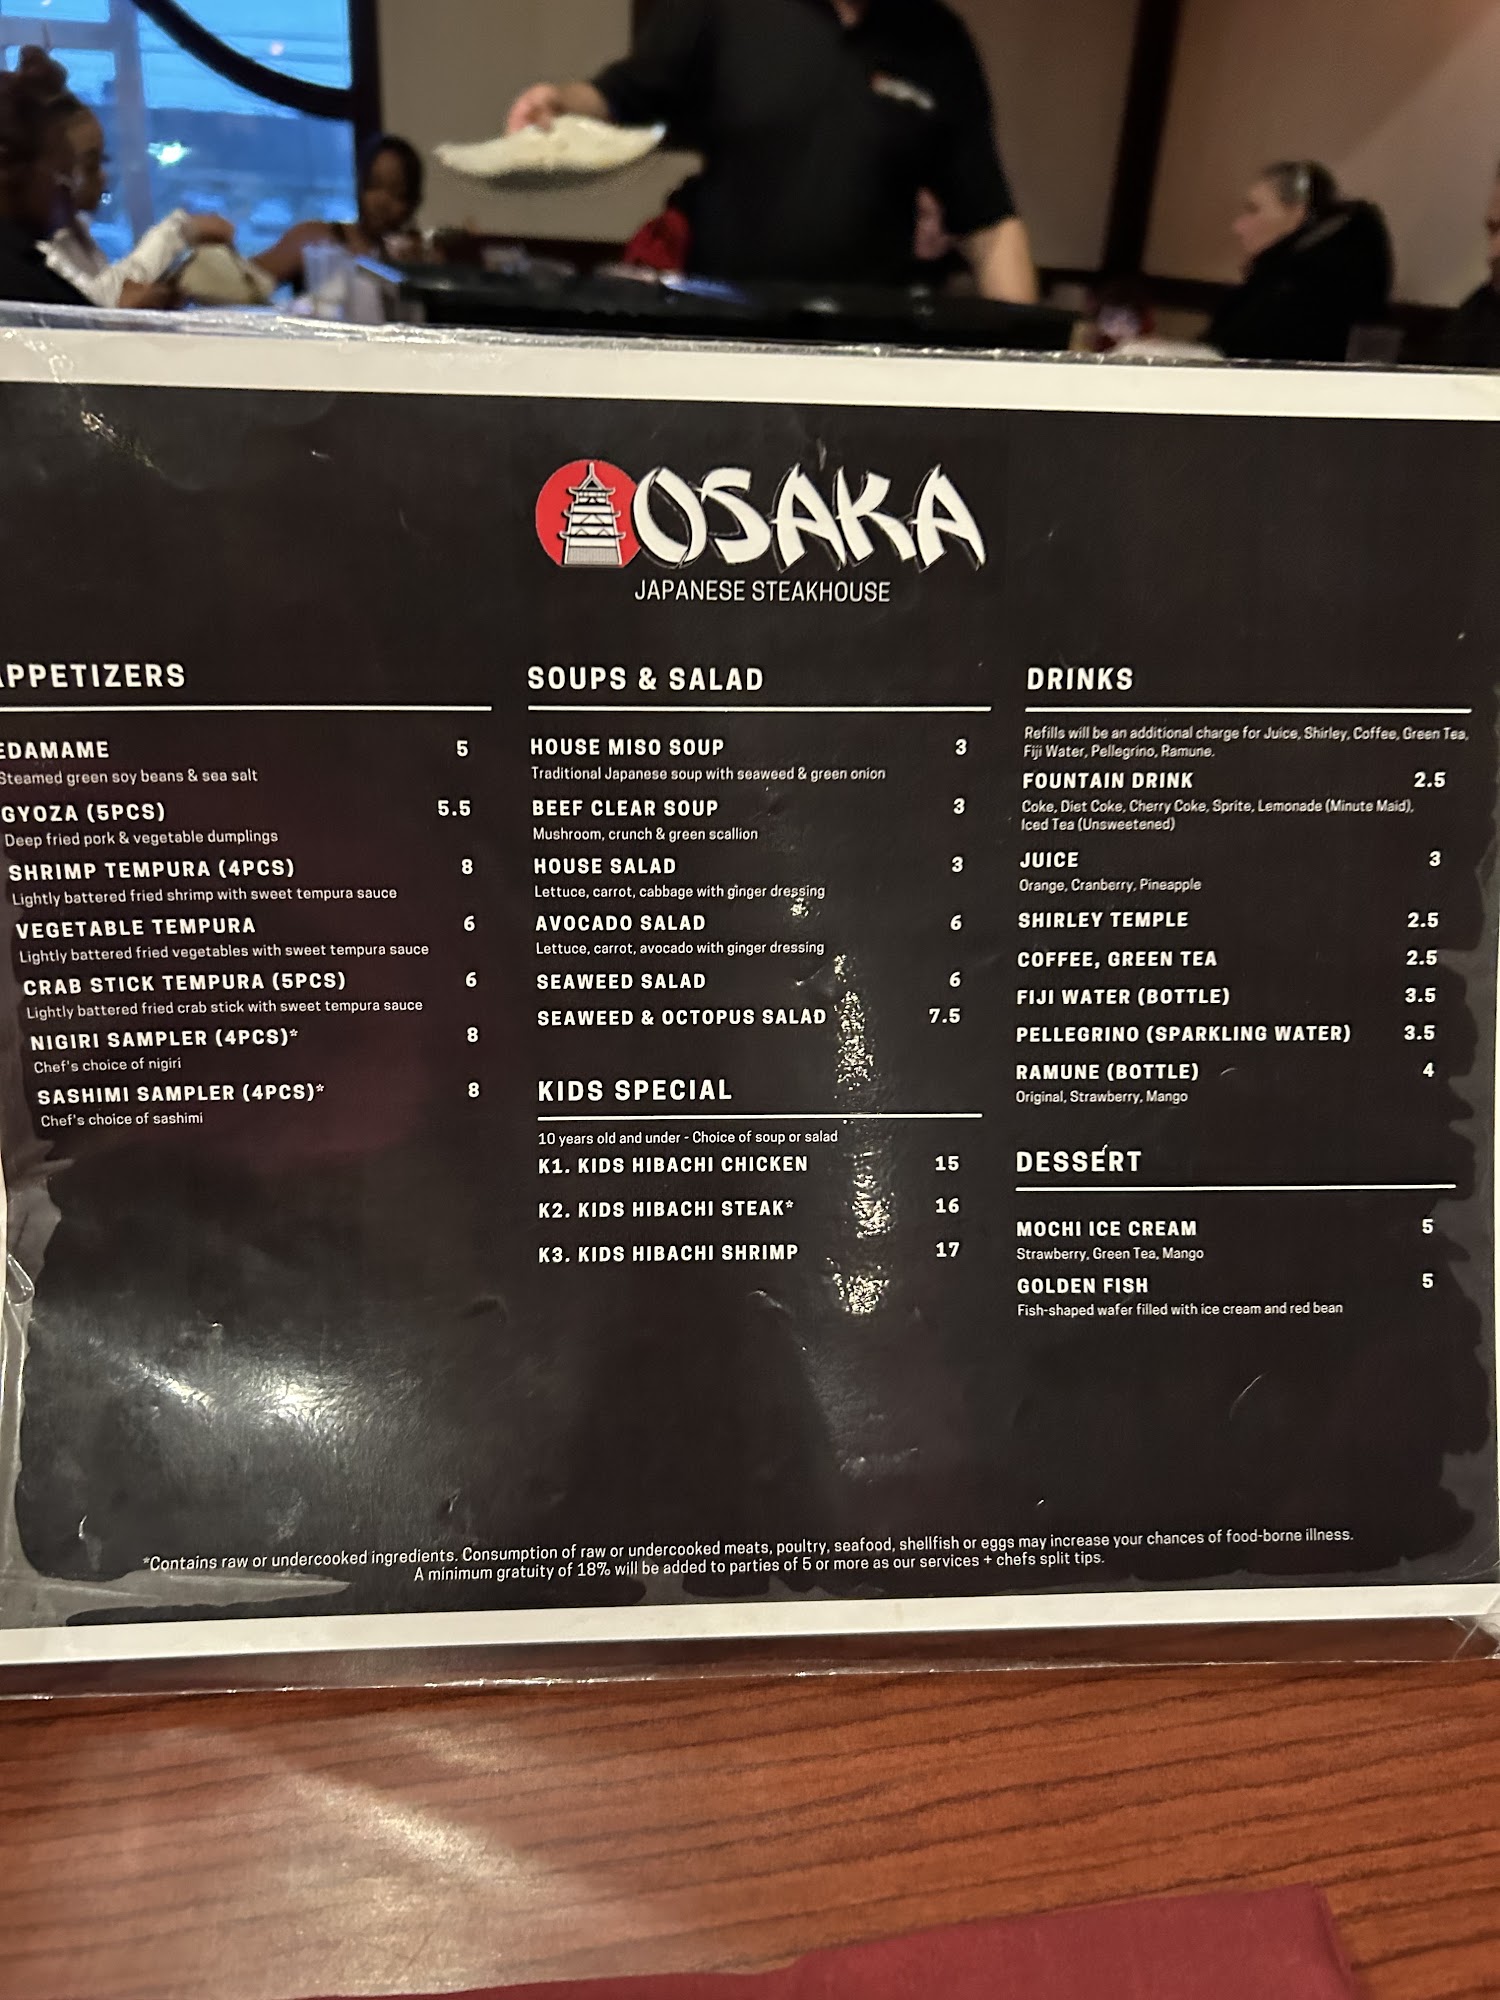 OSAKA
JAPANESE STEAKHOUSE
APPETIZERS
EDAMAME 5
Steamed green soy beans & sea salt
GYOZA (5PCS) 5.5
Deep fried pork & vegetable dumplings
SHRIMP TEMPURA (4PCS) 8
Lightly battered fried shrimp with sweet tempura sauce
VEGETABLE TEMPURA 6
Lightly battered fried vegetables with sweet tempura sauce
CRAB STICK TEMPURA (5PCS) 6
Lightly battered fried crab stick with sweet tempura sauce
NIGIRI SAMPLER (4PCS)* 8
Chef's choice of nigiri
SASHIMI SAMPLER (4PCS)* 8
Chef's choice of sashimi
SOUPS & SALAD
HOUSE MISO SOUP 3
Traditional Japanese soup with seaweed & green onion
BEEF CLEAR SOUP 3
Mushroom, crunch & green scallion
HOUSE SALAD 3
Lettuce, carrot, cabbage with ginger dressing
AVOCADO SALAD 6
Lettuce, carrot, avocado with ginger dressing
SEAWEED SALAD 6
SEAWEED & OCTOPUS SALAD 7.5
KIDS SPECIAL
10 years old and under - Choice of soup or salad
K1. KIDS HIBACHI CHICKEN 15
K2. KIDS HIBACHI STEAK* 16
K3. KIDS HIBACHI SHRIMP 17
DRINKS
Refills will be an additional charge for Juice, Shirley, Coffee, Green Tea,
Fiji Water, Pellegrino, Ramune.
FOUNTAIN DRINK 2.5
Coke, Diet Coke, Cherry Coke, Sprite, Lemonade (Minute Maid),
Iced Tea (Unsweetened)
JUICE 3
Orange, Cranberry, Pineapple
SHIRLEY TEMPLE 2.5
COFFEE, GREEN TEA 2.5
FIJI WATER (BOTTLE) 3.5
PELLEGRINO (SPARKLING WATER) 3.5
RAMUNE (BOTTLE) 4
Original, Strawberry, Mango
DESSERT
MOCHI ICE CREAM 5
Strawberry, Green Tea, Mango
GOLDEN FISH 5
Fish-shaped wafer filled with ice cream and red bean
*Contains raw or undercooked ingredients. Consumption of raw or undercooked meats, poultry, seafood, shellfish or eggs may increase your chances of food-borne illness.
A minimum gratuity of 18% will be added to parties of 5 or more as our services + chefs split tips.